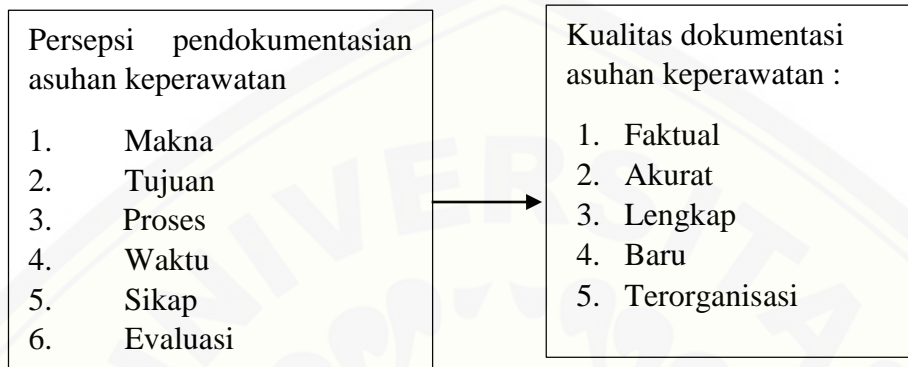 Persepsi pendokumentasian
asuhan keperawatan
1. Makna
2. Tujuan
3. Proses
4. Waktu
5. Sikap
6. Evaluasi
Kualitas dokumentasi
asuhan keperawatan :
1. Faktual
2. Akurat
3. Lengkap
4. Baru
5. Terorganisasi
UNIVERSITA